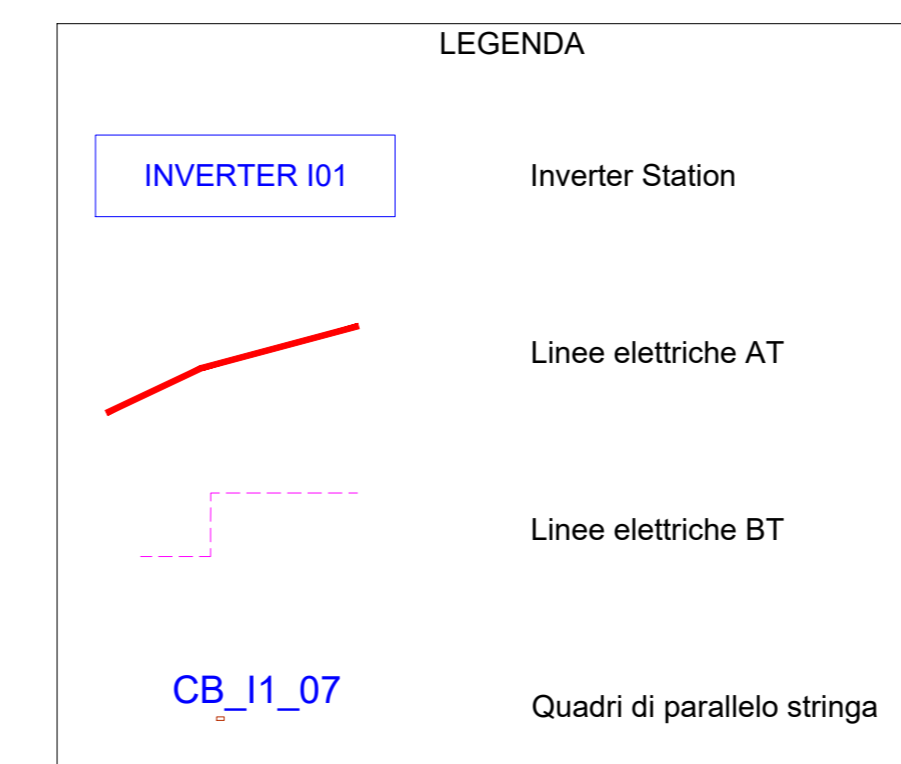 LEGENDA
INVERTER I01 Inverter Station
Linee elettriche AT
Linee elettriche BT
CB_I1_07 Quadri di parallelo stringa